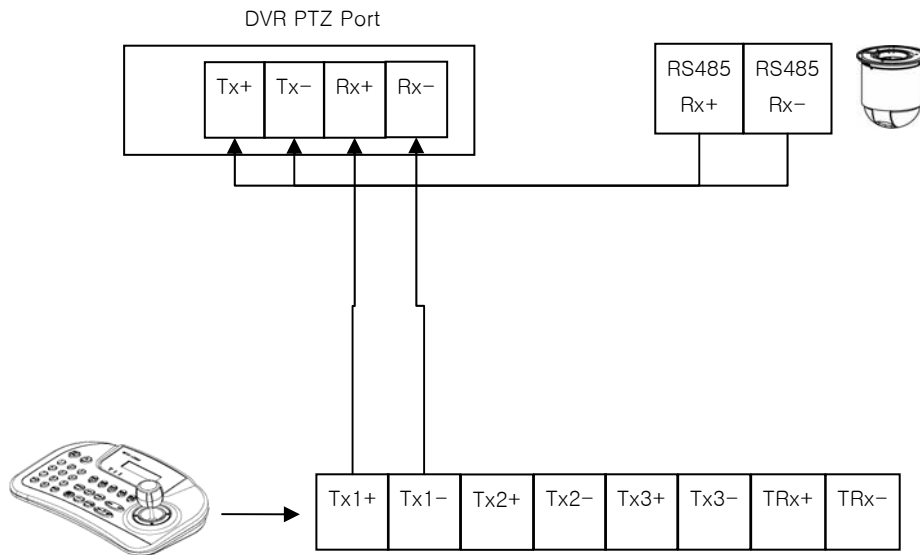 DVR PTZ Port
Tx+ Tx- Rx+ Rx-
RS485 RS485
Rx+ Rx-
Tx1+ Tx1- Tx2+ Tx2- Tx3+ Tx3- TRx+ TRx-